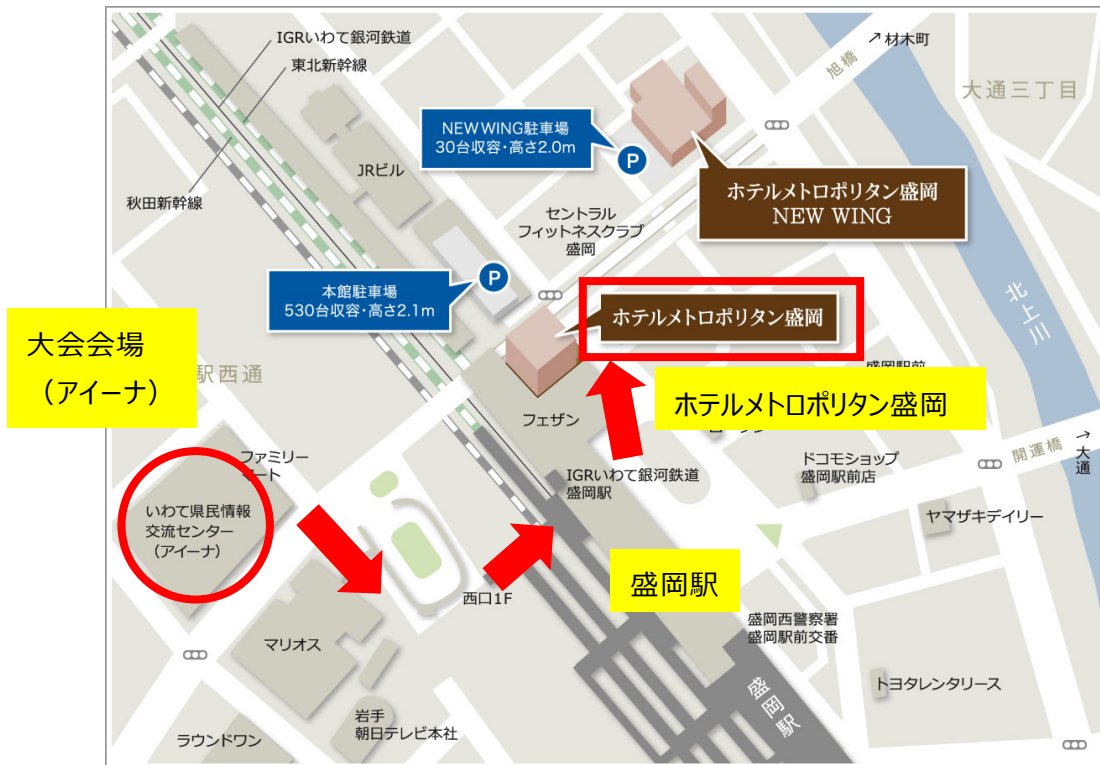 IGRいわて銀河鉄道
東北新幹線
↗材木町
旭橋
大通三丁目
NEW WING駐車場
30台収容・高さ2.0m
P
JRビル
ホテルメトロポリタン盛岡
NEW WING
秋田新幹線
セントラル
フィットネスクラブ
盛岡
P
本館駐車場
530台収容・高さ2.1m
北上川
ホテルメトロポリタン盛岡
大会会場
（アイーナ）
駅西通
盛岡駅前
ホテルメトロポリタン盛岡
フェザン
ファミリー
マート
IGRいわて銀河鉄道
盛岡駅
ドコモショップ
盛岡駅前店
開運橋
→大通
いわて県民情報
交流センター
（アイーナ）
ヤマザキデイリー
盛岡駅
西口1F
盛岡西警察署
盛岡駅前交番
マリオス
トヨタレンタリース
盛岡駅
岩手
朝日テレビ本社
ラウンドワン